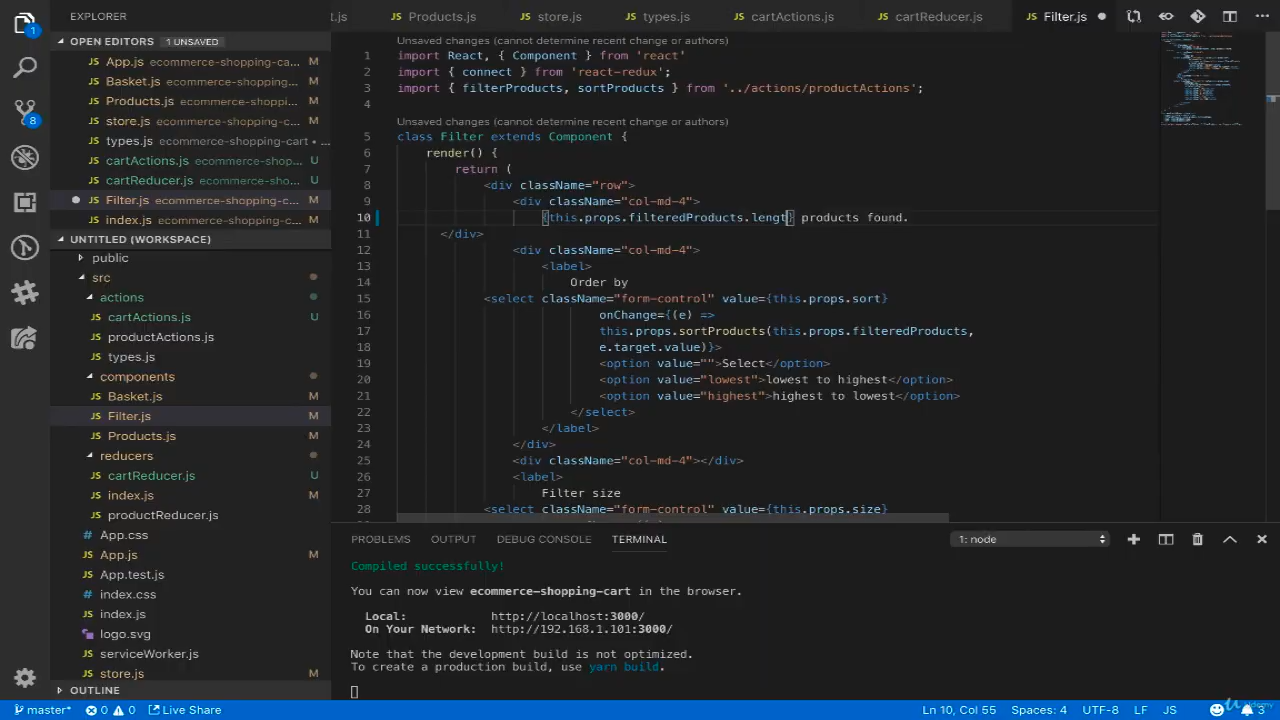 EXPLORER
OPEN EDITORS 1 UNSAVED
App.js ecommerce-shopping-ca... M
Basket.js ecommerce-shopping-... M
Products.js ecommerce-shoppin... M
store.js ecommerce-shopping-c... M
types.js ecommerce-shopping-cart • ...
cartActions.js ecommerce-shop... U
cartReducer.js ecommerce-sho... U
Filter.js ecommerce-shopping-c... M
index.js ecommerce-shopping-c... M
UNTITLED (WORKSPACE)
public
src
actions
cartActions.js U
productActions.js
types.js
components
Basket.js M
Filter.js M
Products.js M
reducers
cartReducer.js U
index.js M
productReducer.js
App.css
App.js M
App.test.js
index.css
index.js
logo.svg
serviceWorker.js
store.js M
OUTLINE
t.js Products.js store.js types.js cartActions.js cartReducer.js Filter.js
Unsaved changes (cannot determine recent change or authors)
1 import React, { Component } from 'react'
2 import { connect } from 'react-redux';
3 import { filterProducts, sortProducts } from '../actions/productActions';
4
Unsaved changes (cannot determine recent change or authors)
5 class Filter extends Component {
6 render() {
7 return (
8 <div className="row">
9 <div className="col-md-4">
10 {this.props.filteredProducts.lengt} products found.
11 </div>
12 <div className="col-md-4">
13 <label>
14 Order by
15 <select className="form-control" value={this.props.sort}
16 onChange={(e) =>
17 this.props.sortProducts(this.props.filteredProducts,
18 e.target.value)}>
19 <option value="">Select</option>
20 <option value="lowest">lowest to highest</option>
21 <option value="highest">highest to lowest</option>
22 </select>
23 </label>
24 </div>
25 <div className="col-md-4"></div>
26 <label>
27 Filter size
28 <select className="form-control" value={this.props.size}
PROBLEMS OUTPUT DEBUG CONSOLE TERMINAL 1: node
Compiled successfully!
You can now view ecommerce-shopping-cart in the browser.
Local: http://localhost:3000/
On Your Network: http://192.168.1.101:3000/
Note that the development build is not optimized.
To create a production build, use yarn build.
master* 0 0 Live Share Ln 10, Col 55 Spaces: 4 UTF-8 LF JS 3